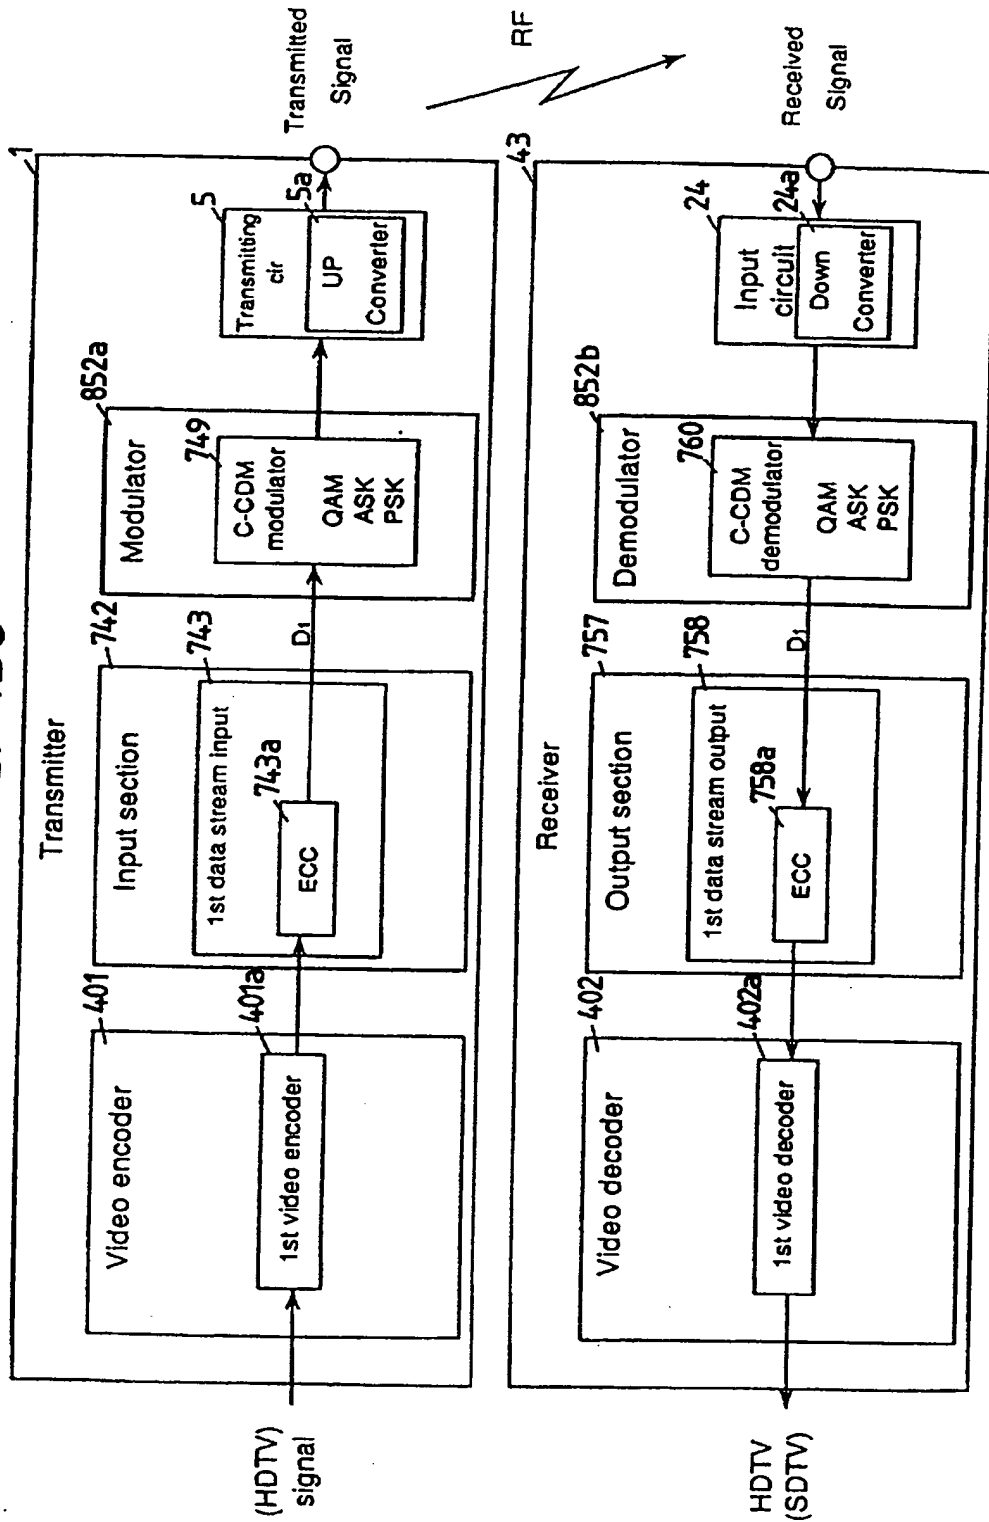 Transmitter
1
(HDTV)
signal
Video encoder
401
1st video encoder
401a
Input section
742
1st data stream input
743
ECC
743a
D1
Modulator
852a
C-CDM
modulator
749
QAM
ASK
PSK
Transmitting
cir
5
UP
Converter
5a
Transmitted
Signal
RF
Receiver
43
HDTV
(SDTV)
Video decoder
402
1st video decoder
402a
Output section
757
1st data stream output
758
ECC
758a
D1
Demodulator
852b
C-CDM
demodulator
760
QAM
ASK
PSK
Input
circuit
24
Down
Converter
24a
Received
Signal